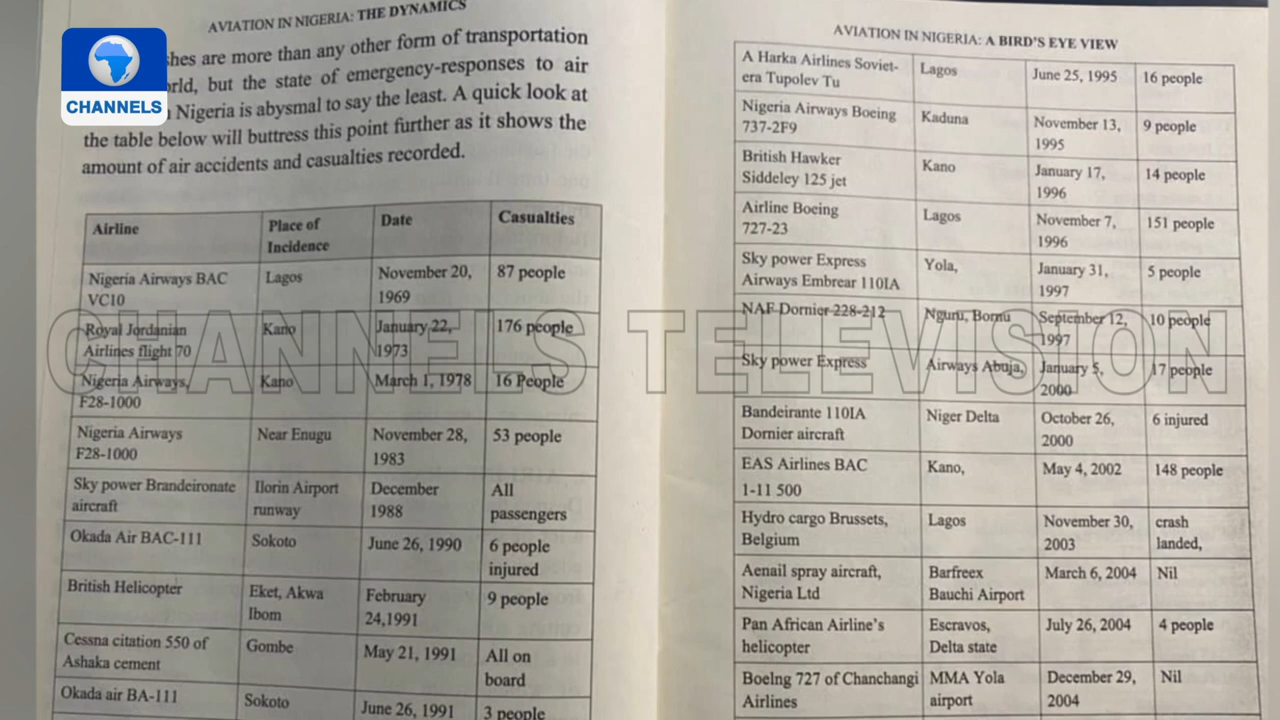 CHANNELS
AVIATION IN NIGERIA: THE DYNAMICS
shes are more than any other form of transportation
orld, but the state of emergency-responses to air
n Nigeria is abysmal to say the least. A quick look at
the table below will buttress this point further as it shows the
amount of air accidents and casualties recorded.
Airline Place of Incidence Date Casualties
Nigeria Airways BAC VC10 Lagos November 20, 1969 87 people
Royal Jordanian Airlines flight 70 Kano January 22, 1973 176 people
Nigeria Airways, F28-1000 Kano March 1, 1978 16 People
Nigeria Airways F28-1000 Near Enugu November 28, 1983 53 people
Sky power Brandeironate aircraft Ilorin Airport runway December 1988 All passengers
Okada Air BAC-111 Sokoto June 26, 1990 6 people injured
British Helicopter Eket, Akwa Ibom February 24,1991 9 people
Cessna citation 550 of Ashaka cement Gombe May 21, 1991 All on board
Okada air BA-111 Sokoto June 26, 1991 3 people
AVIATION IN NIGERIA: A BIRD'S EYE VIEW
A Harka Airlines Soviet-era Tupolev Tu Lagos June 25, 1995 16 people
Nigeria Airways Boeing 737-2F9 Kaduna November 13, 1995 9 people
British Hawker Siddeley 125 jet Kano January 17, 1996 14 people
Airline Boeing 727-23 Lagos November 7, 1996 151 people
Sky power Express Airways Embrear 110IA Yola, January 31, 1997 5 people
NAF Dornier 228-212 Nguru, Bornu September 12, 1997 10 people
Sky power Express Airways Abuja, January 5, 2000 17 people
Bandeirante 110IA Dornier aircraft Niger Delta October 26, 2000 6 injured
EAS Airlines BAC 1-11 500 Kano, May 4, 2002 148 people
Hydro cargo Brussets, Belgium Lagos November 30, 2003 crash landed,
Aenail spray aircraft, Nigeria Ltd Barfreex Bauchi Airport March 6, 2004 Nil
Pan African Airline's helicopter Escravos, Delta state July 26, 2004 4 people
Boelng 727 of Chanchangi Airlines MMA Yola airport December 29, 2004 Nil
CHANNELS TELEVISION